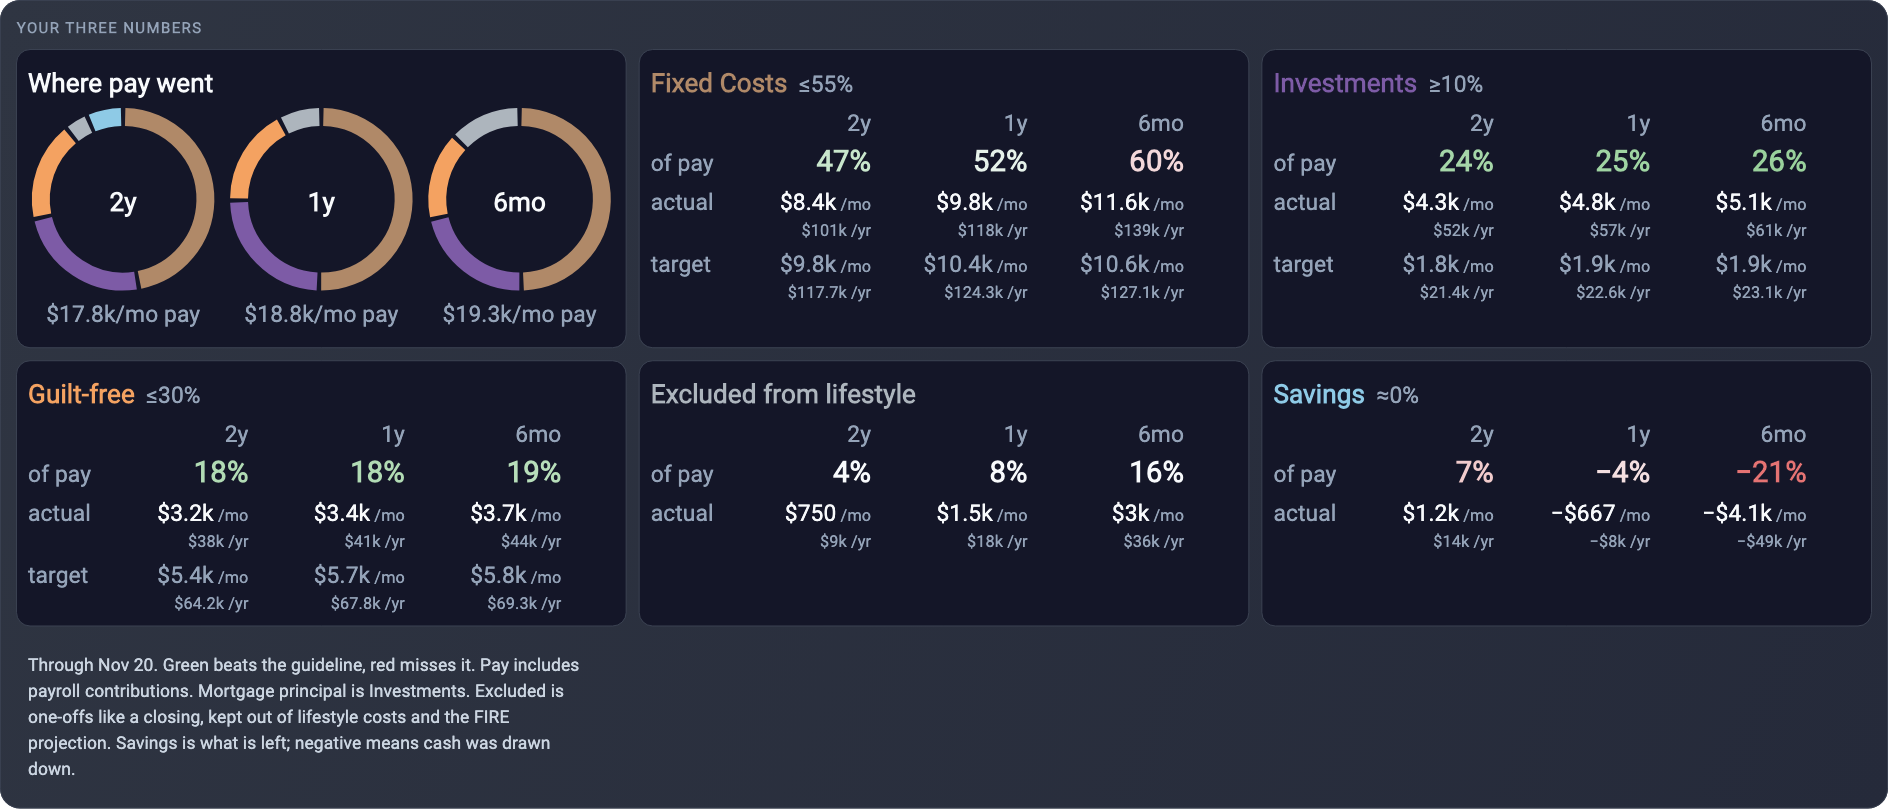 YOUR THREE NUMBERS
Where pay went
2y 1y 6mo
$17.8k/mo pay $18.8k/mo pay $19.3k/mo pay
Fixed Costs ≤55%
2y 1y 6mo
of pay 47% 52% 60%
actual $8.4k /mo $9.8k /mo $11.6k /mo
$101k /yr $118k /yr $139k /yr
target $9.8k /mo $10.4k /mo $10.6k /mo
$117.7k /yr $124.3k /yr $127.1k /yr
Investments ≥10%
2y 1y 6mo
of pay 24% 25% 26%
actual $4.3k /mo $4.8k /mo $5.1k /mo
$52k /yr $57k /yr $61k /yr
target $1.8k /mo $1.9k /mo $1.9k /mo
$21.4k /yr $22.6k /yr $23.1k /yr
Guilt-free ≤30%
2y 1y 6mo
of pay 18% 18% 19%
actual $3.2k /mo $3.4k /mo $3.7k /mo
$38k /yr $41k /yr $44k /yr
target $5.4k /mo $5.7k /mo $5.8k /mo
$64.2k /yr $67.8k /yr $69.3k /yr
Excluded from lifestyle
2y 1y 6mo
of pay 4% 8% 16%
actual $750 /mo $1.5k /mo $3k /mo
$9k /yr $18k /yr $36k /yr
Savings ≈0%
2y 1y 6mo
of pay 7% −4% −21%
actual $1.2k /mo −$667 /mo −$4.1k /mo
$14k /yr −$8k /yr −$49k /yr
Through Nov 20. Green beats the guideline, red misses it. Pay includes
payroll contributions. Mortgage principal is Investments. Excluded is
one-offs like a closing, kept out of lifestyle costs and the FIRE
projection. Savings is what is left; negative means cash was drawn
down.